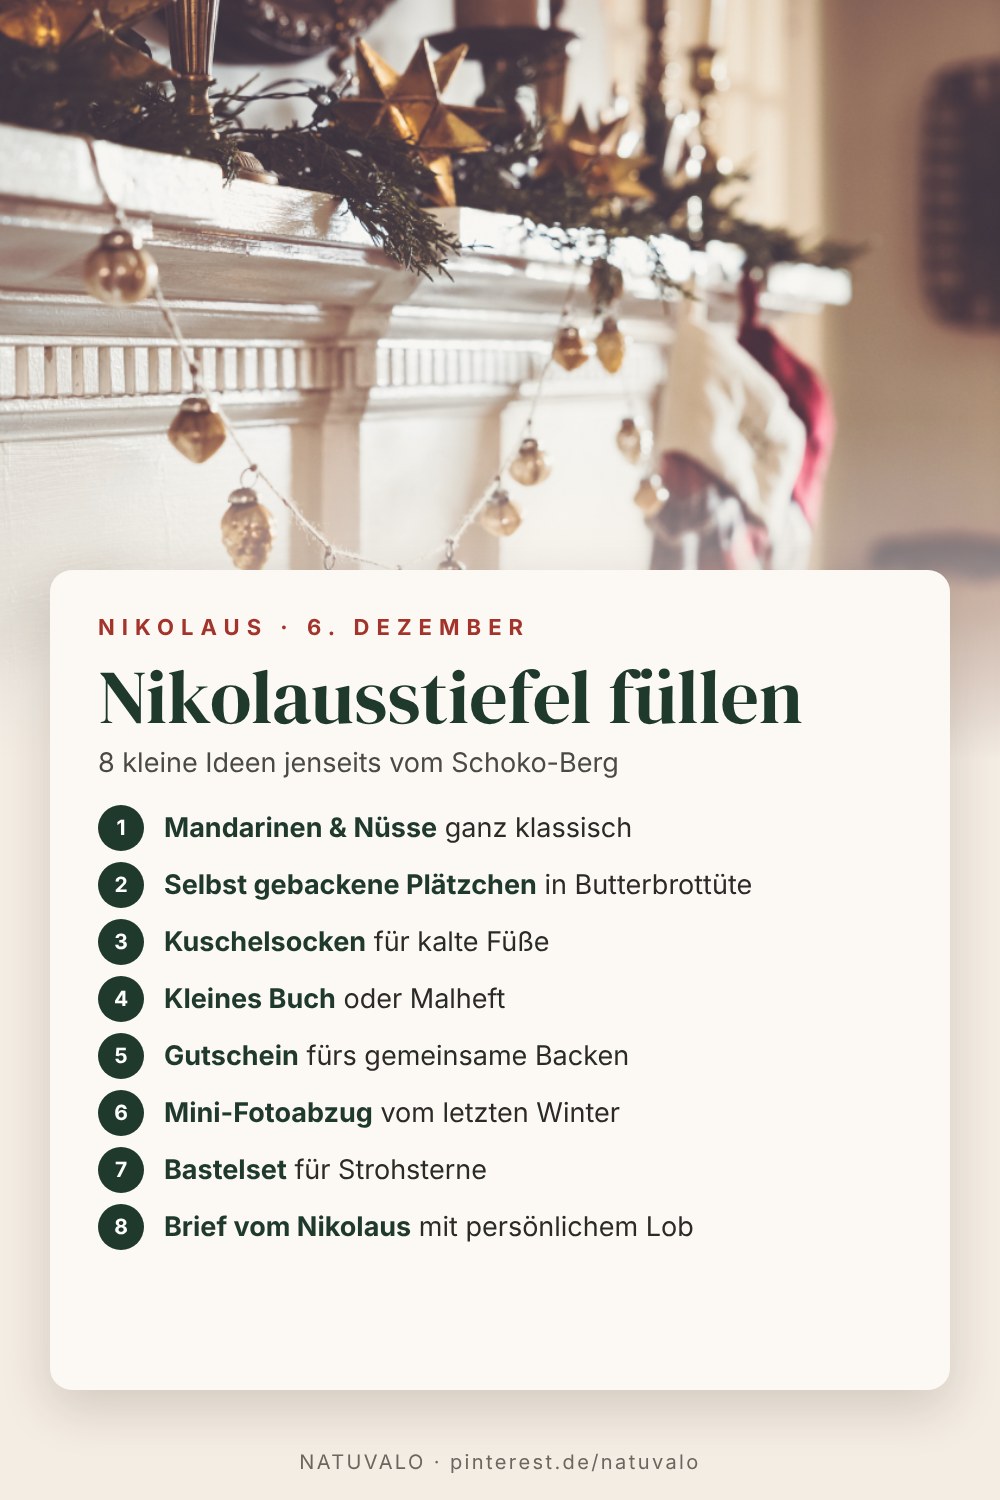 NIKOLAUS · 6. DEZEMBER
Nikolausstiefel füllen
8 kleine Ideen jenseits vom Schoko-Berg
1 Mandarinen & Nüsse ganz klassisch
2 Selbst gebackene Plätzchen in Butterbrottüte
3 Kuschelsocken für kalte Füße
4 Kleines Buch oder Malheft
5 Gutschein fürs gemeinsame Backen
6 Mini-Fotoabzug vom letzten Winter
7 Bastelset für Strohsterne
8 Brief vom Nikolaus mit persönlichem Lob
NATUVALO · pinterest.de/natuvalo